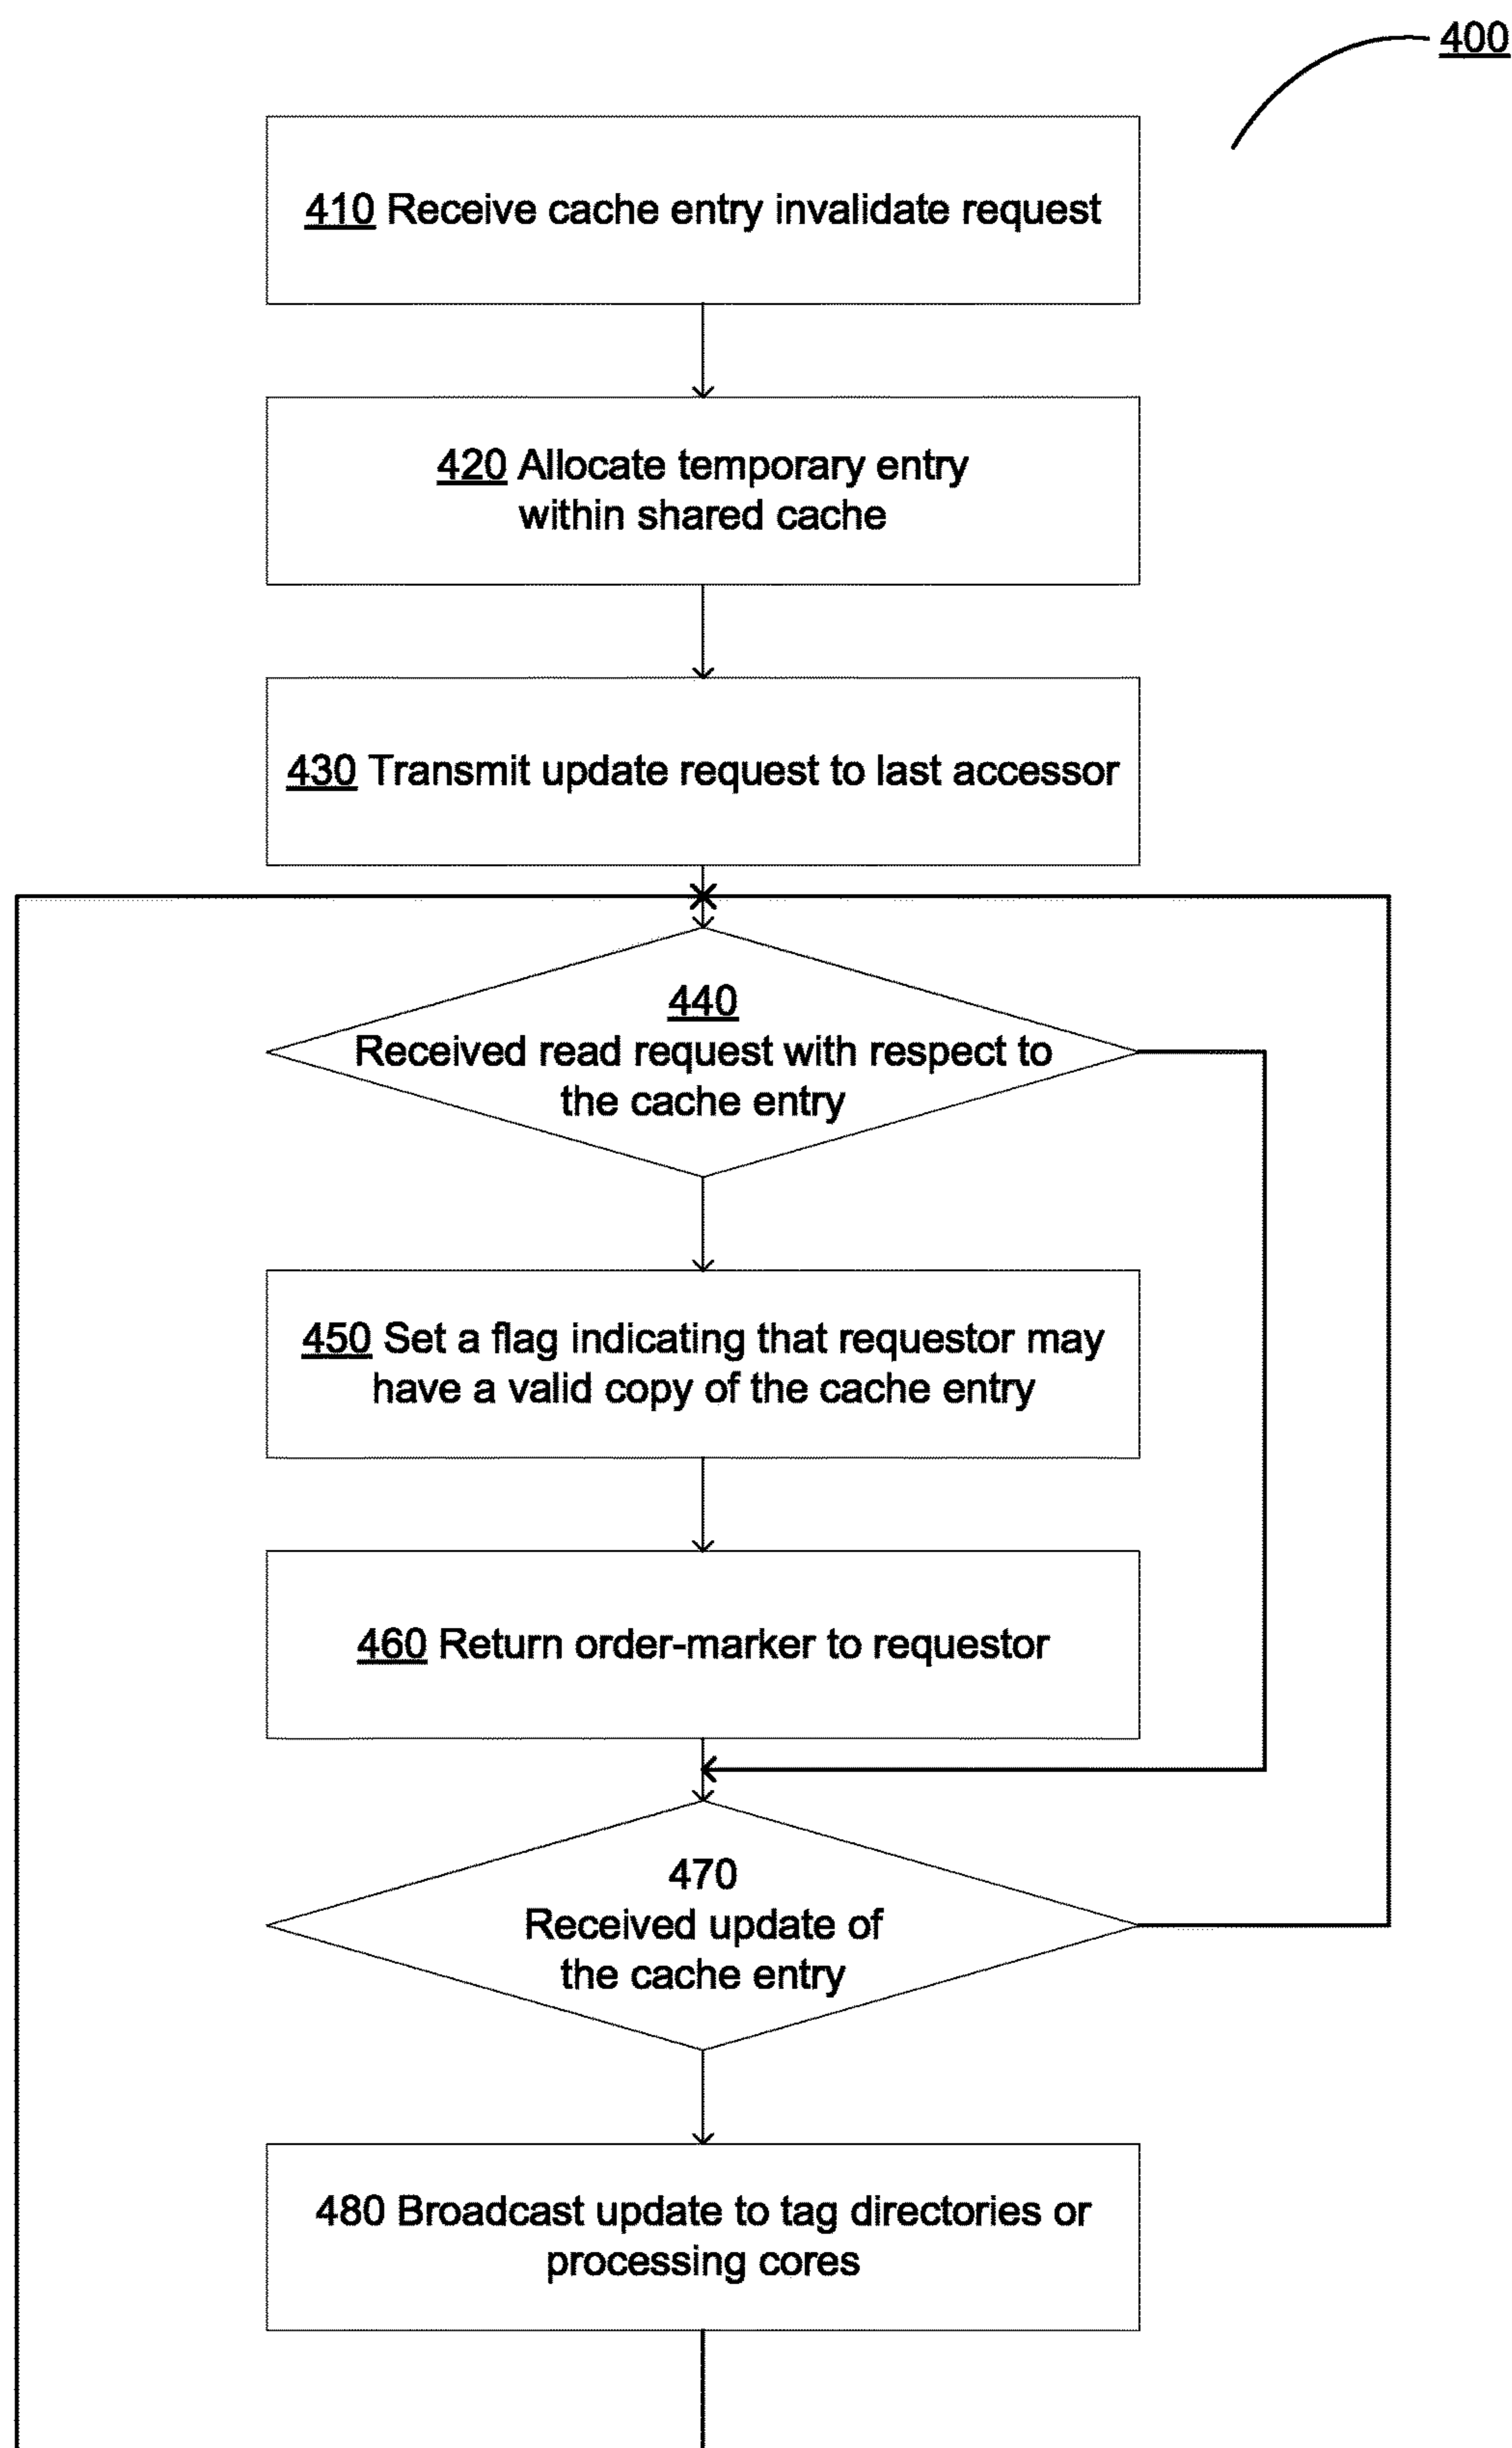 400
410 Receive cache entry invalidate request
420 Allocate temporary entry
within shared cache
430 Transmit update request to last accessor
440
Received read request with respect to
the cache entry
450 Set a flag indicating that requestor may
have a valid copy of the cache entry
460 Return order-marker to requestor
470
Received update of
the cache entry
480 Broadcast update to tag directories or
processing cores